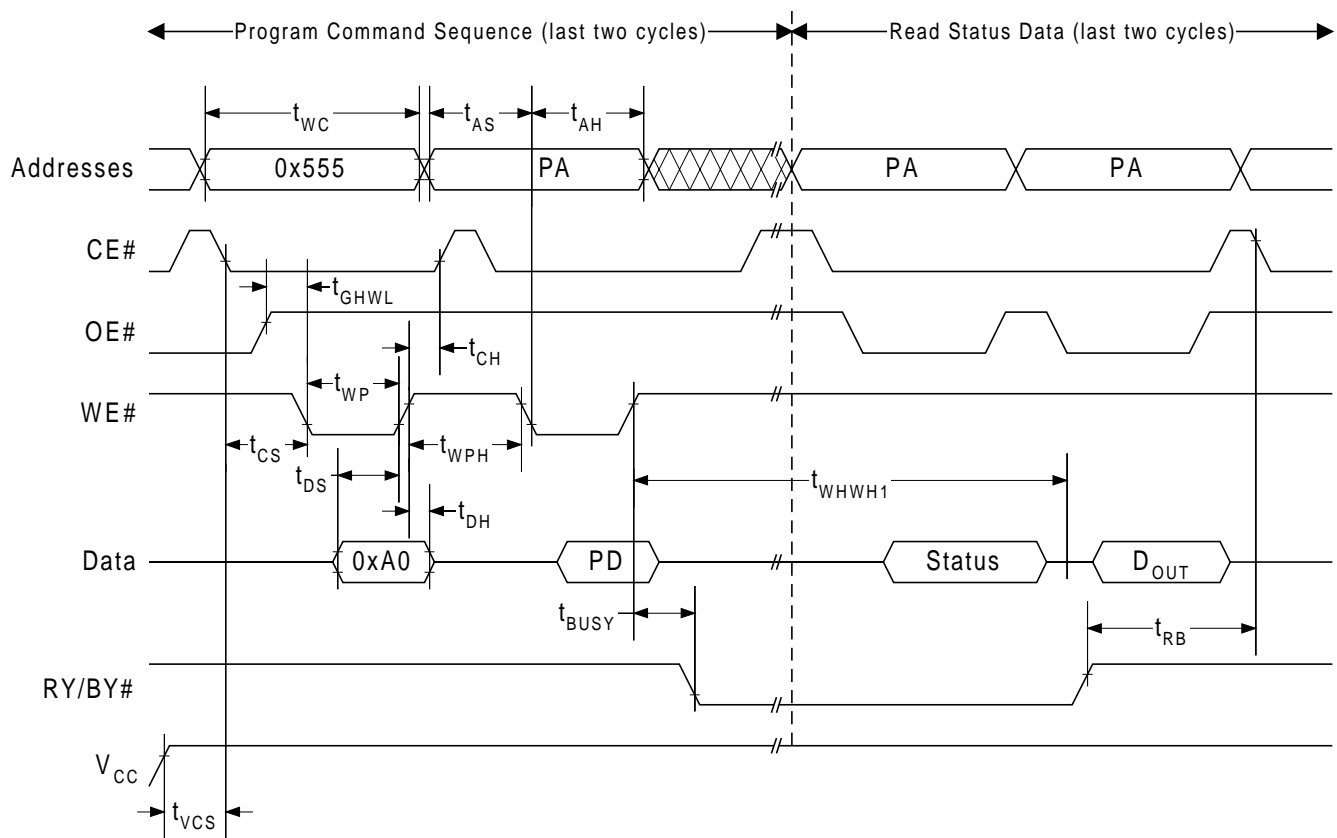 Program Command Sequence (last two cycles) Read Status Data (last two cycles)
tWC tAS tAH
Addresses 0x555 PA PA PA
CE#
tGHWL
OE#
tCH
tWP
WE#
tCS tWPH
tDS tWHWH1
tDH
Data 0xA0 PD Status DOUT
tBUSY tRB
RY/BY#
VCC
tVCS